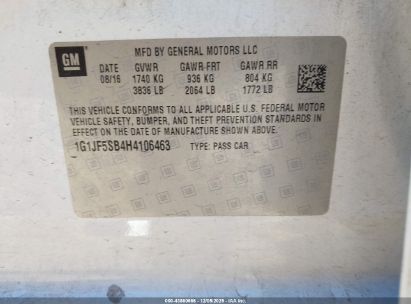 GM
MFD BY GENERAL MOTORS LLC
08/16 GVWR GAWR-FRT GAWR RR
1740 KG 936 KG 804 KG
3836 LB 2064 LB 1772 LB
THIS VEHICLE CONFORMS TO ALL APPLICABLE U.S. FEDERAL MOTOR
VEHICLE SAFETY, BUMPER, AND THEFT PREVENTION STANDARDS IN
EFFECT ON THE DATE OF MANUFACTURE SHOWN ABOVE
1G1JF5SB4H4106463 TYPE: PASS CAR